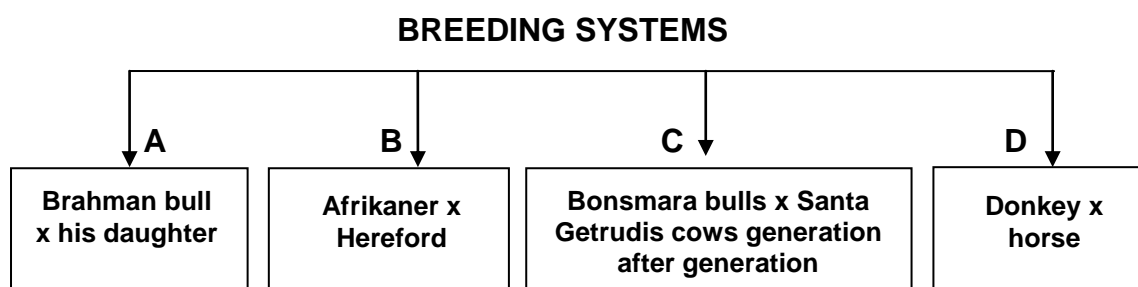 BREEDING SYSTEMS
A
Brahman bull
x his daughter
B
Afrikaner x
Hereford
C
Bonsmara bulls x Santa
Getrudis cows generation
after generation
D
Donkey x
horse